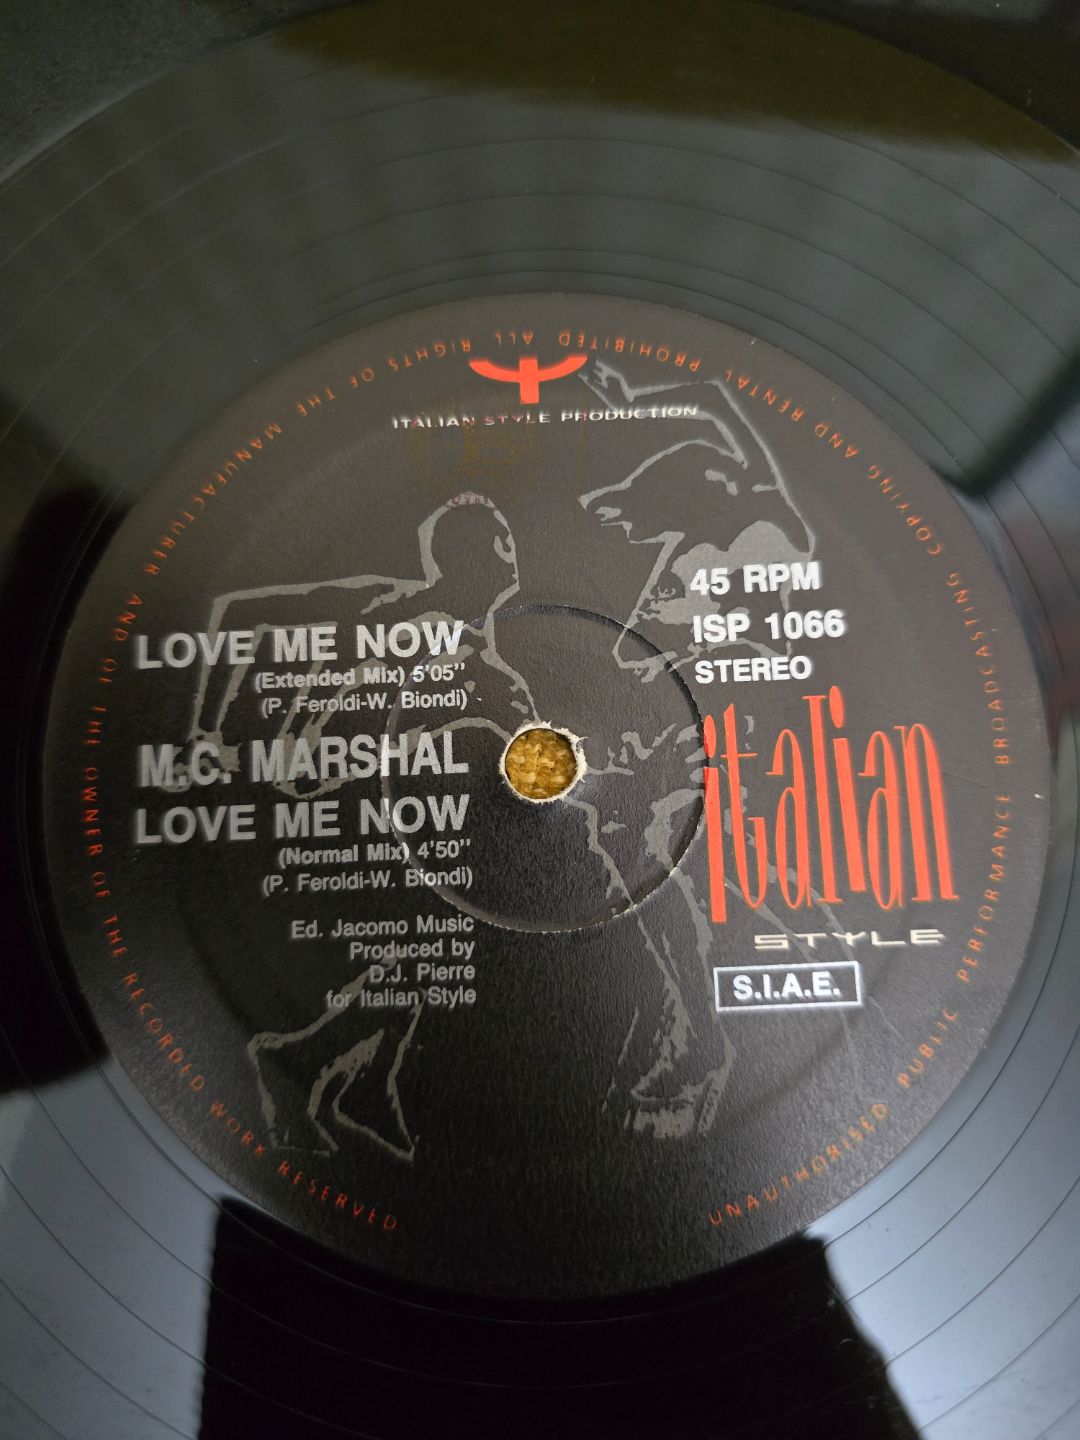 ITALIAN STYLE PRODUCTION
45 RPM
ISP 1066
STEREO
LOVE ME NOW
(Extended Mix) 5'05"
(P. Feroldi-W. Biondi)
M.C. MARSHAL
LOVE ME NOW
(Normal Mix) 4'50"
(P. Feroldi-W. Biondi)
Ed. Jacomo Music
Produced by
D.J. Pierre
for Italian Style
italian
STYLE
S.I.A.E.
UNAUTHORISED PUBLIC PERFORMANCE BROADCASTING COPYING AND RENTAL PROHIBITED ALL RIGHTS OF THE MANUFACTURER AND OF THE OWNER OF THE RECORDED WORK RESERVED